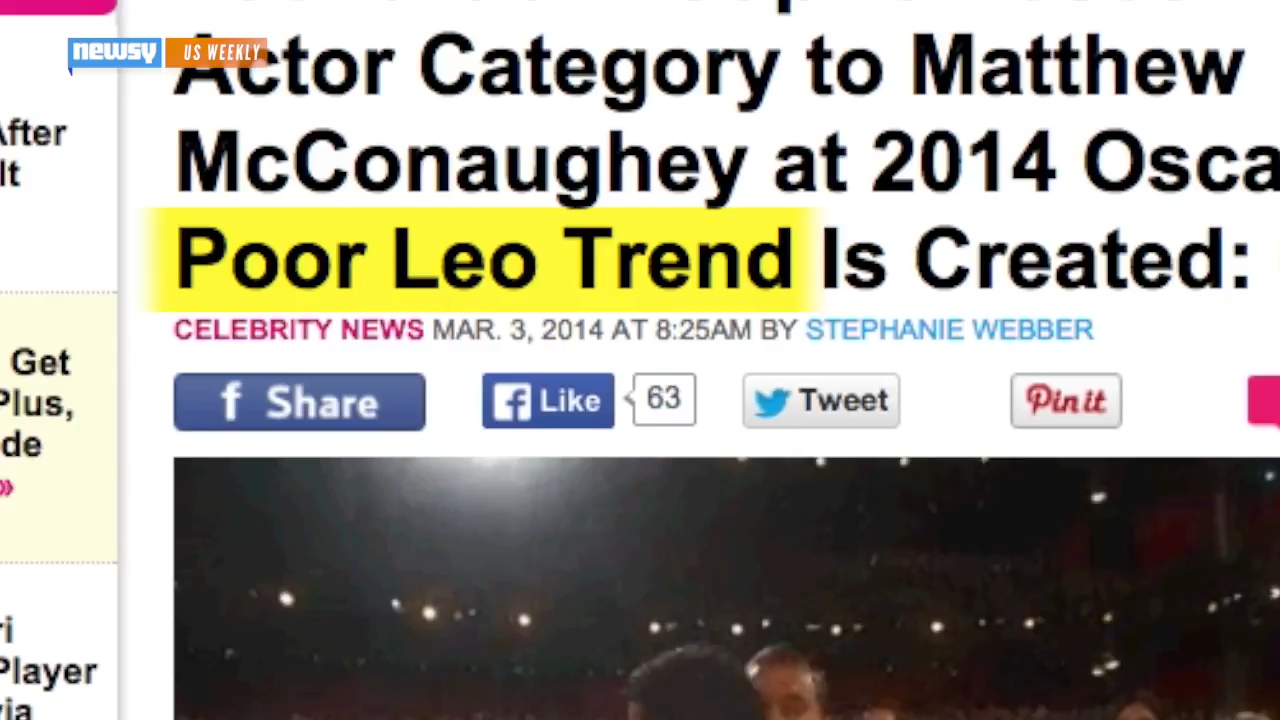 newsy US WEEKLY
Actor Category to Matthew
McConaughey at 2014 Osca
Poor Leo Trend Is Created:
CELEBRITY NEWS MAR. 3, 2014 AT 8:25AM BY STEPHANIE WEBBER
f Share
Like 63
Tweet
Pin it
After
It
Get
Plus,
de
»
ri
Player
via